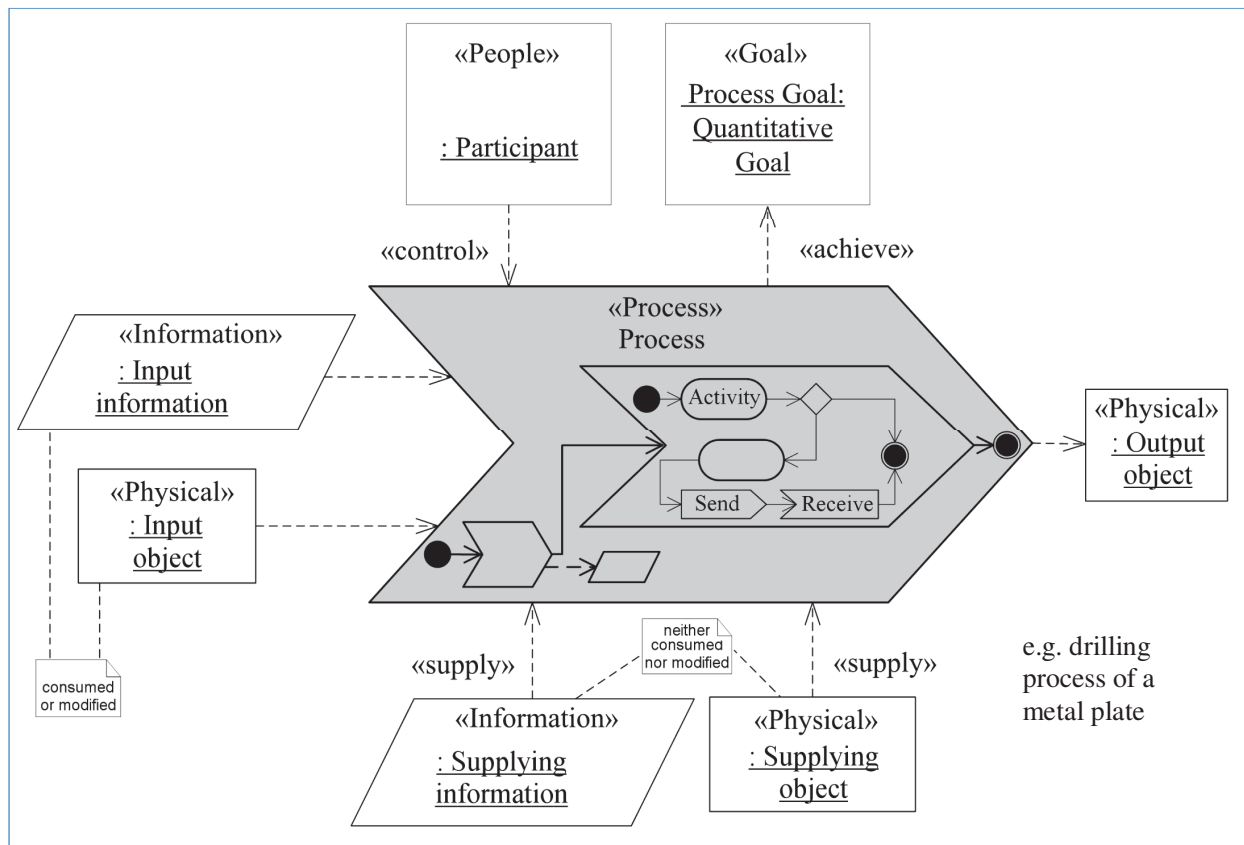 «People»
: Participant
«Goal»
Process Goal:
Quantitative
Goal
«control»
«achieve»
«Process»
Process
«Information»
: Input
information
Activity
«Physical»
: Output
object
«Physical»
: Input
object
Send
Receive
consumed
or modified
«supply»
neither
consumed
nor modified
«supply»
e.g. drilling
process of a
metal plate
«Information»
: Supplying
information
«Physical»
: Supplying
object